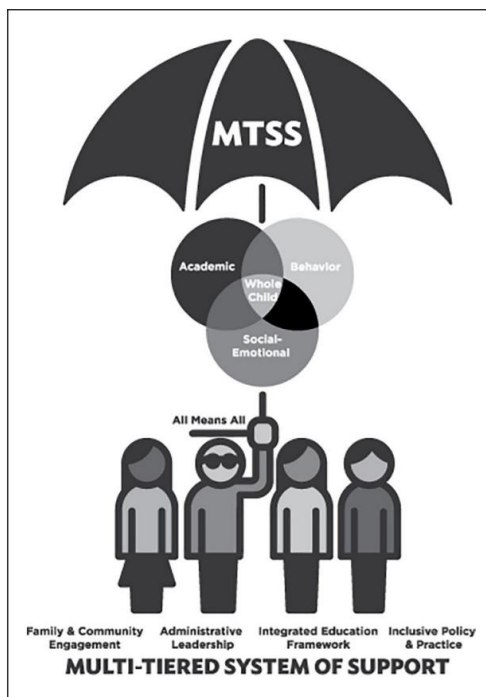 MTSS
Academic
Behavior
Whole
Child
Social-
Emotional
All Means All
Family & Community
Engagement
Administrative
Leadership
Integrated Education
Framework
Inclusive Policy
& Practice
MULTI-TIERED SYSTEM OF SUPPORT